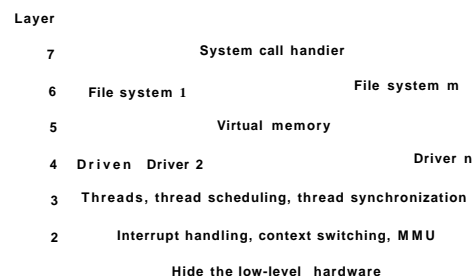 Layer
7 System call handier
6 File system 1 File system m
5 Virtual memory
4 Driven Driver 2 Driver n
3 Threads, thread scheduling, thread synchronization
2 Interrupt handling, context switching, MMU
Hide the low-level hardware